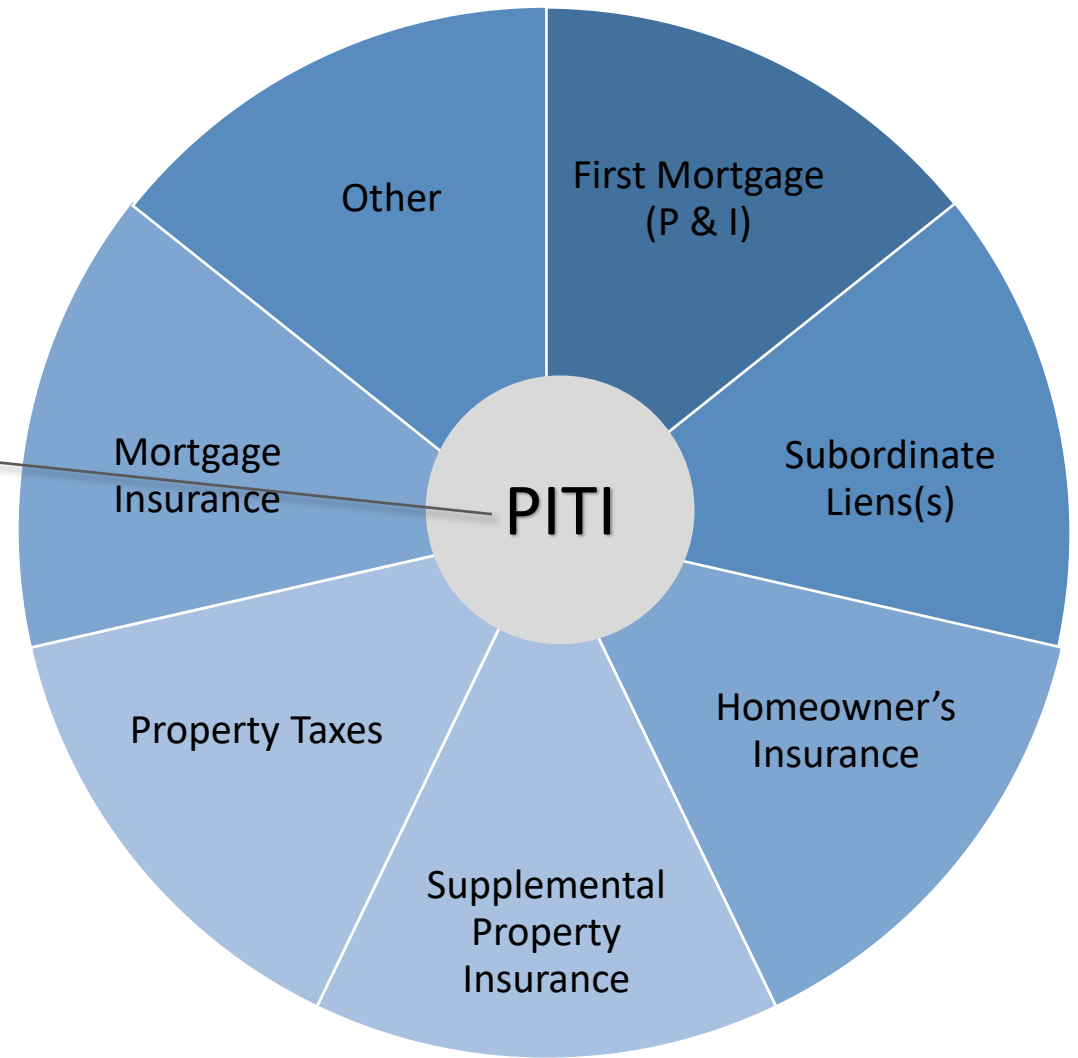 Other
First Mortgage
(P & I)
Mortgage
Insurance
PITI
Subordinate
Liens(s)
Property Taxes
Homeowner’s
Insurance
Supplemental
Property
Insurance